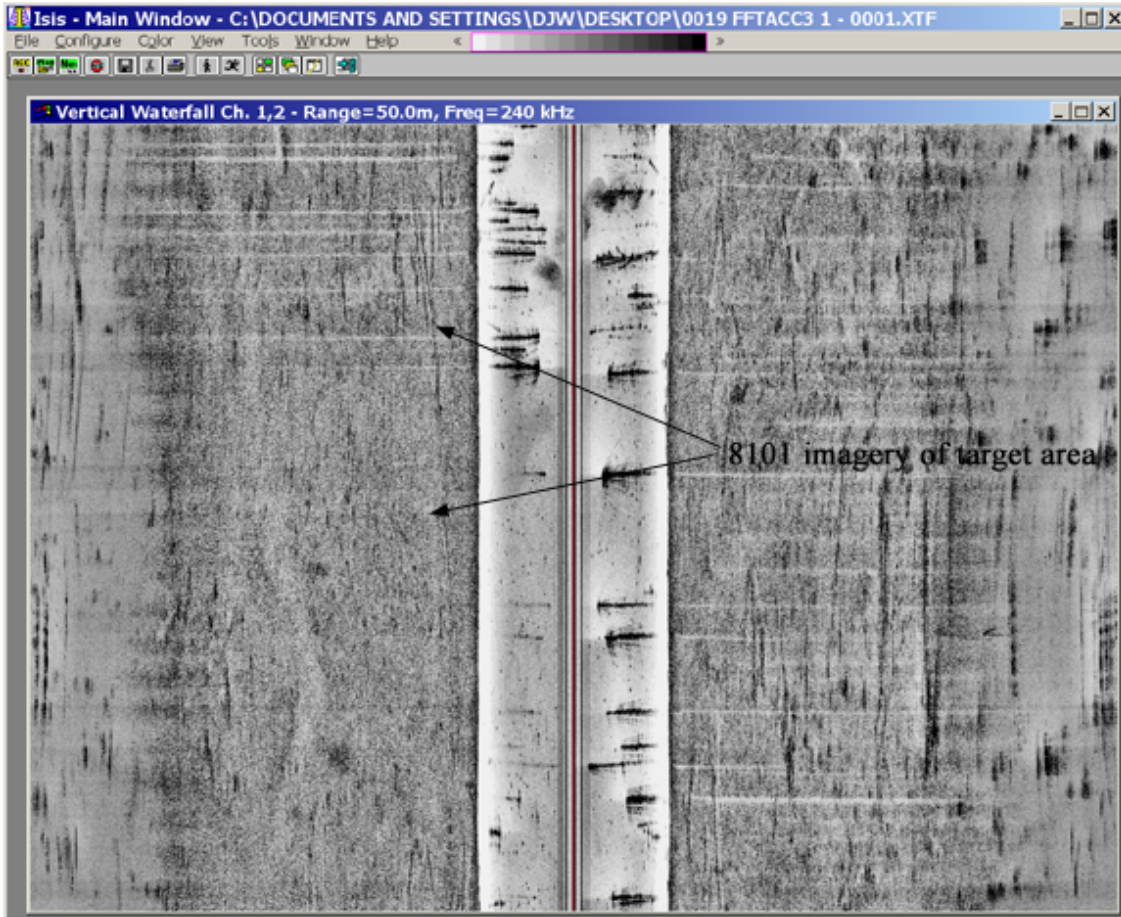 Isis - Main Window - C:\DOCUMENTS AND SETTINGS\DJW\DESKTOP\0019 FFTACC3 1 - 0001.XTF
File Configure Color View Tools Window Help « »
Vertical Waterfall Ch. 1,2 - Range=50.0m, Freq=240 kHz
8101 imagery of target area